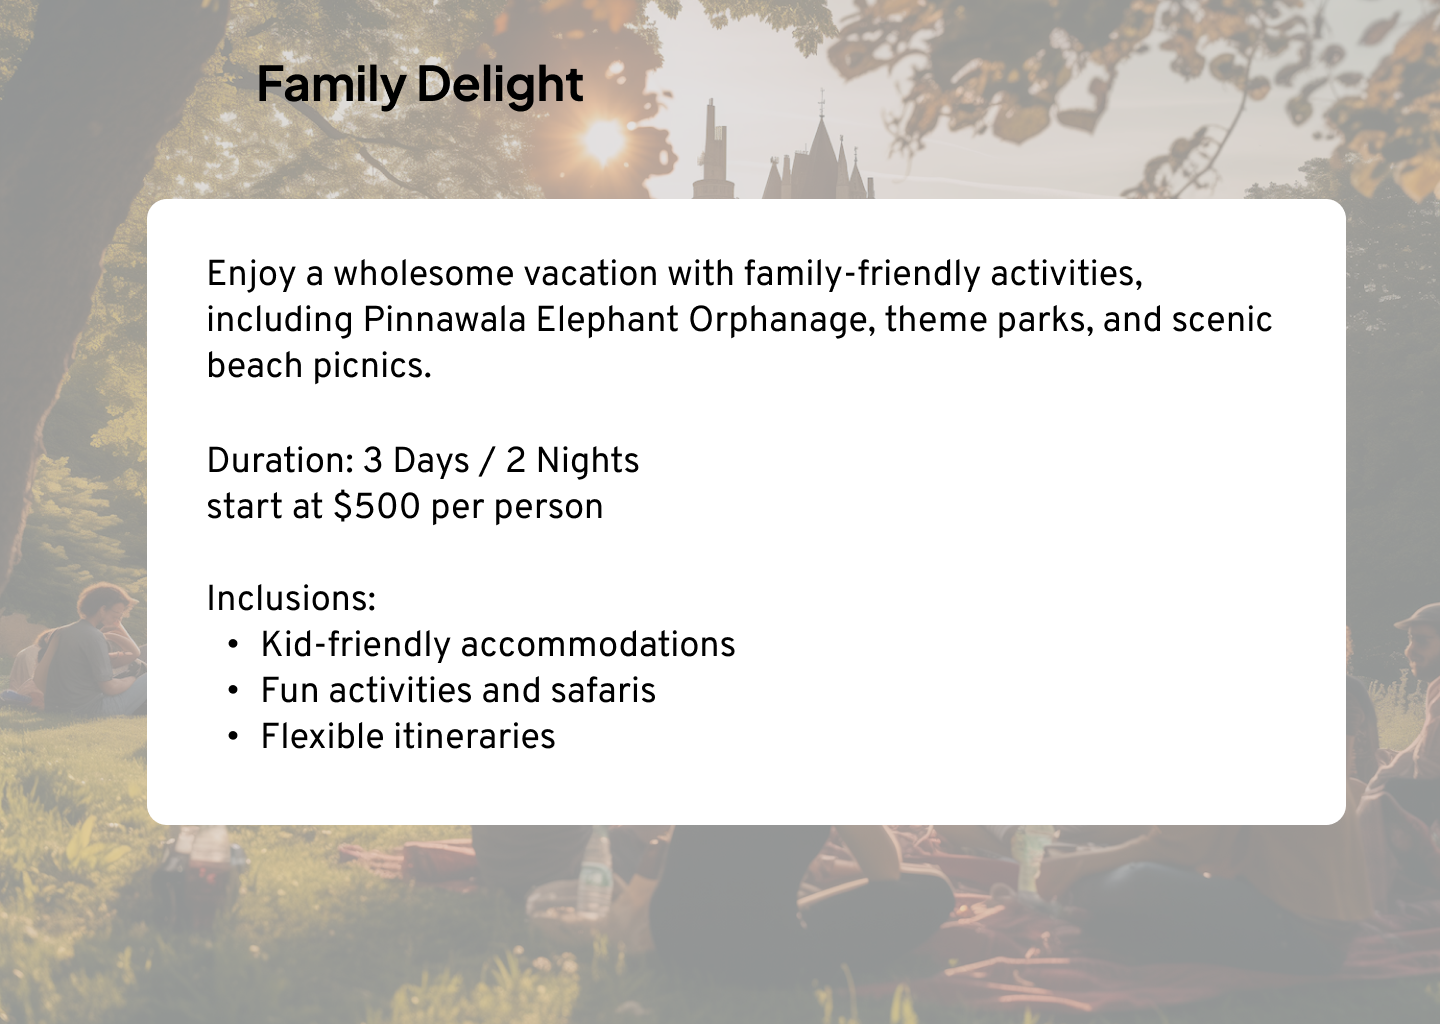 Family Delight
Enjoy a wholesome vacation with family-friendly activities,
including Pinnawala Elephant Orphanage, theme parks, and scenic
beach picnics.
Duration: 3 Days / 2 Nights
start at $500 per person
Inclusions:
• Kid-friendly accommodations
• Fun activities and safaris
• Flexible itineraries